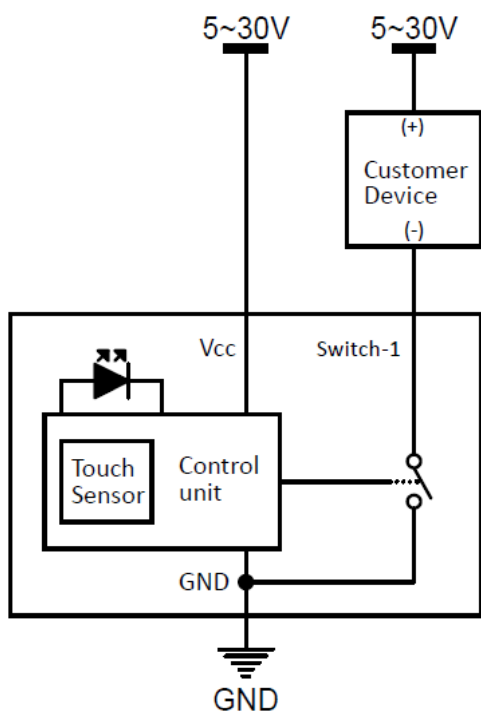 5~30V 5~30V
(+)
Customer
Device
(-)
Vcc Switch-1
Touch
Sensor
Control
unit
GND
GND